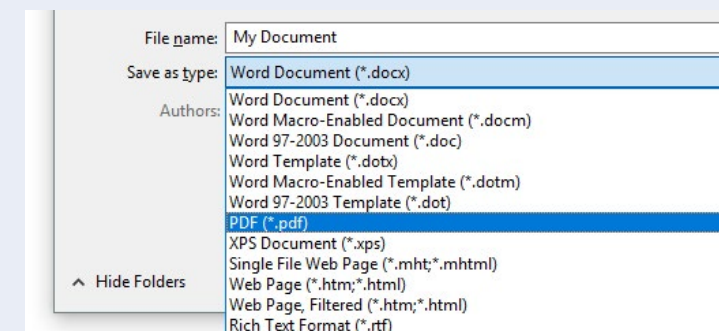 File name: My Document
Save as type: Word Document (*.docx)
Authors:
Word Document (*.docx)
Word Macro-Enabled Document (*.docm)
Word 97-2003 Document (*.doc)
Word Template (*.dotx)
Word Macro-Enabled Template (*.dotm)
Word 97-2003 Template (*.dot)
PDF (*.pdf)
XPS Document (*.xps)
Single File Web Page (*.mht;*.mhtml)
Hide Folders
Web Page (*.htm;*.html)
Web Page, Filtered (*.htm;*.html)
Rich Text Format (*.rtf)